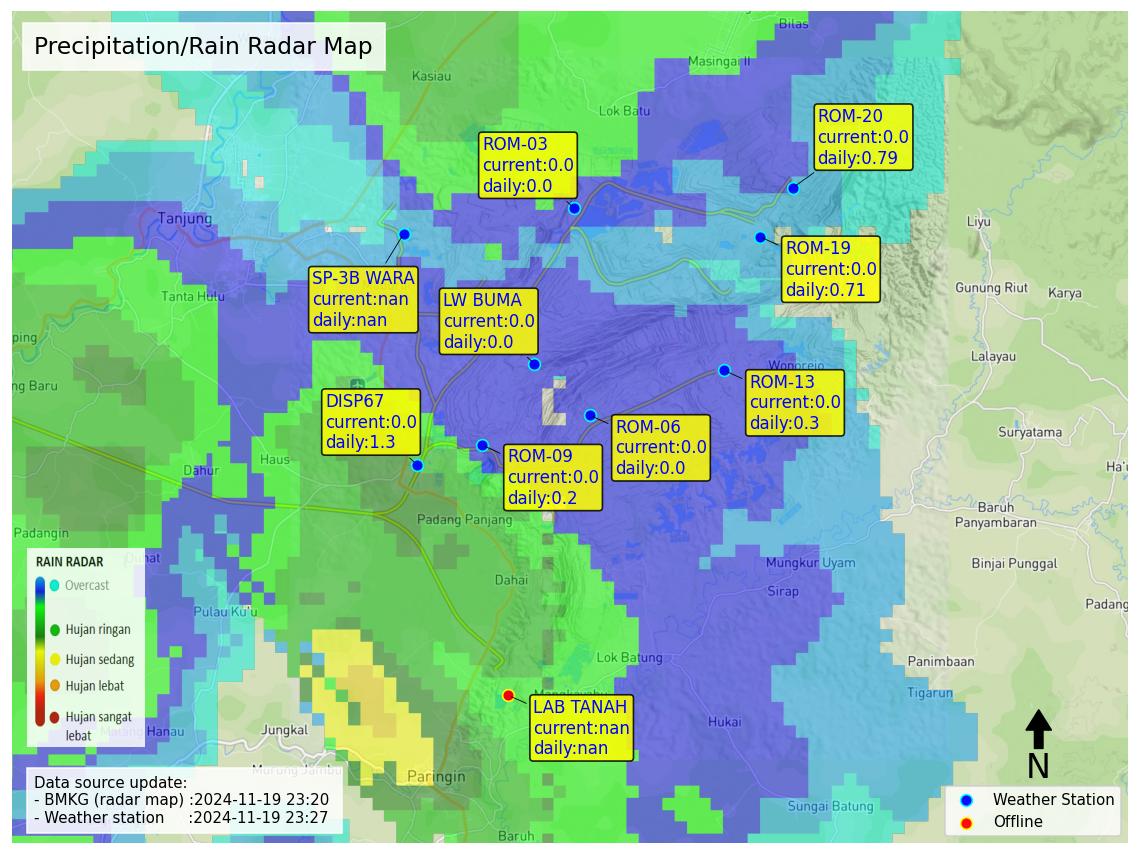 Precipitation/Rain Radar Map
Bilas
Masingai II
Kasiau
Lok Batu
ROM-20
current:0.0
daily:0.79
ROM-03
current:0.0
daily:0.0
Tanjung
Liyu
ROM-19
current:0.0
daily:0.71
SP-3B WARA
current:nan
daily:nan
LW BUMA
current:0.0
daily:0.0
Tanta Hulu
Gunung Riut
Karya
ping
Lalayau
Wonorejo
ng Baru
ROM-13
current:0.0
daily:0.3
DISP67
current:0.0
daily:1.3
ROM-06
current:0.0
daily:0.0
Suryatama
ROM-09
current:0.0
daily:0.2
Haus
Dahur
Ha'u
Baruh
Panyambaran
Padang Panjang
Padangin
Mungkur Uyam
Binjai Punggal
Dahai
Sirap
Padang
RAIN RADAR
Overcast
Hujan ringan
Hujan sedang
Hujan lebat
Hujan sangat
lebat
Pulau Ku'u
Lok Batung
Panimbaan
Tigarun
LAB TANAH
current:nan
daily:nan
Hukai
Jungkal
Paringin
Sungai Batung
Baruh
N
Data source update:
- BMKG (radar map) :2024-11-19 23:20
- Weather station :2024-11-19 23:27
Weather Station
Offline